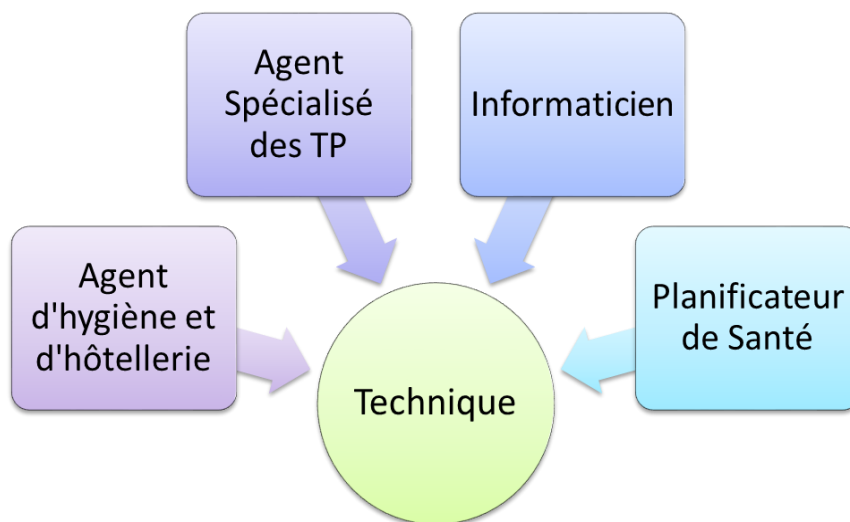 Agent
Spécialisé
des TP
Informaticien
Agent
d'hygiène et
d'hôtellerie
Planificateur
de Santé
Technique